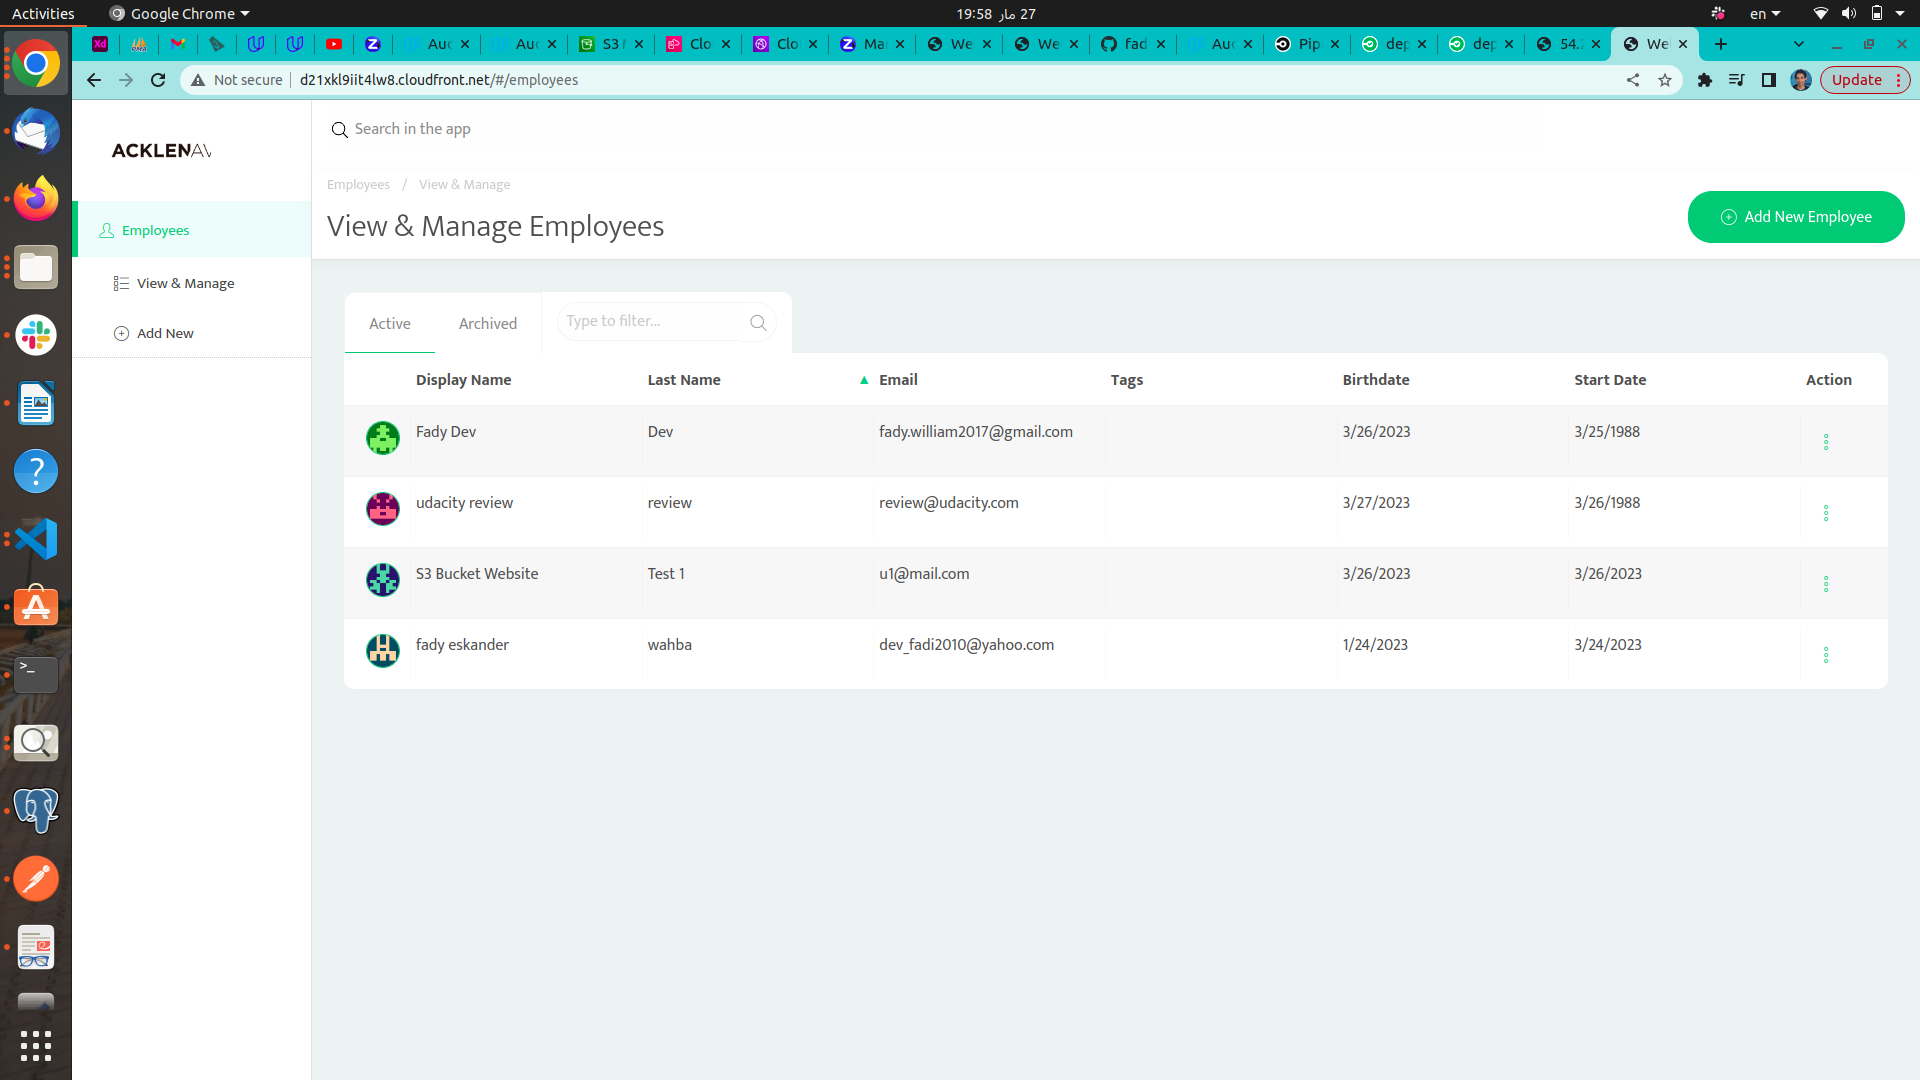 Activities Google Chrome 27 مار 19:58 en
Xd Aud Aud S3 M Clo Clo Ma We We fad Aud Pip dep dep 54. We
Not secure d21xkl9iit4lw8.cloudfront.net/#/employees Update
ACKLENAV
Search in the app
Employees / View & Manage
View & Manage Employees
Add New Employee
Employees
View & Manage
Add New
Active Archived Type to filter...
Display Name Last Name ▲ Email Tags Birthdate Start Date Action
Fady Dev Dev fady.william2017@gmail.com 3/26/2023 3/25/1988
udacity review review review@udacity.com 3/27/2023 3/26/1988
S3 Bucket Website Test 1 u1@mail.com 3/26/2023 3/26/2023
fady eskander wahba dev_fadi2010@yahoo.com 1/24/2023 3/24/2023